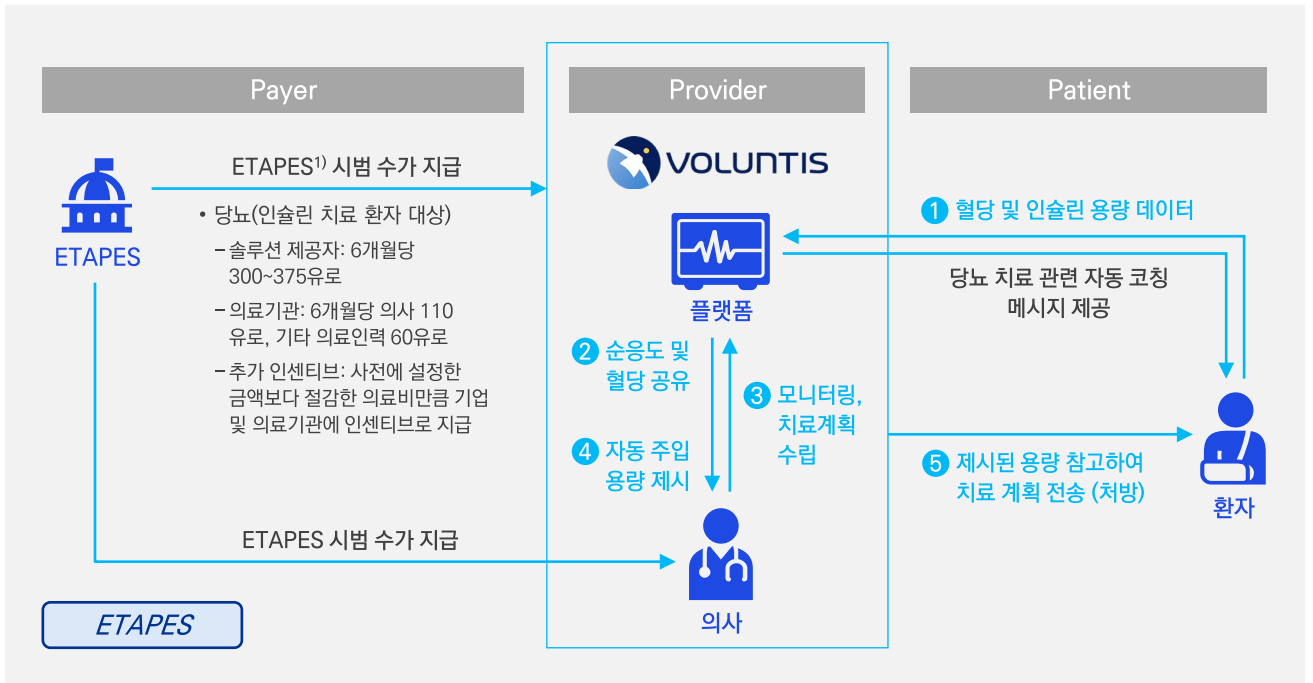 Payer
ETAPES1) 시범 수가 지급
ETAPES
• 당뇨(인슐린 치료 환자 대상)
– 솔루션 제공자: 6개월당
300~375유로
– 의료기관: 6개월당 의사 110
유로, 기타 의료인력 60유로
– 추가 인센티브: 사전에 설정한
금액보다 절감한 의료비만큼 기업
및 의료기관에 인센티브로 지급
ETAPES 시범 수가 지급
ETAPES
Provider
VOLUNTIS
플랫폼
2 순응도 및
혈당 공유
3 모니터링,
치료계획
수립
4 자동 주입
용량 제시
의사
Patient
1 혈당 및 인슐린 용량 데이터
당뇨 치료 관련 자동 코칭
메시지 제공
5 제시된 용량 참고하여
치료 계획 전송 (처방)
환자